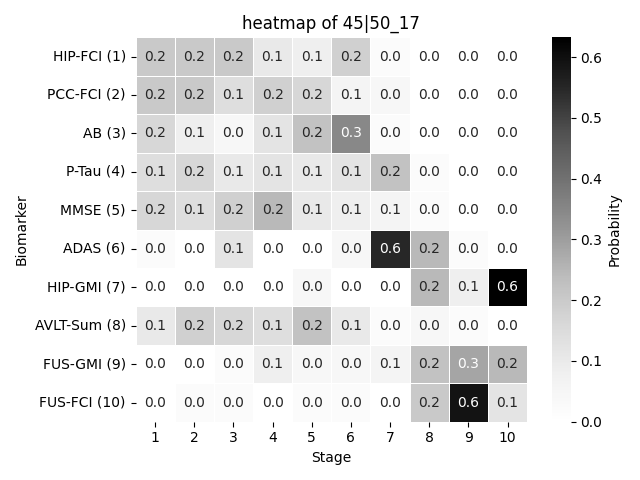 heatmap of 45|50_17
HIP-FCI (1) 0.2 0.2 0.2 0.1 0.1 0.2 0.0 0.0 0.0 0.0
PCC-FCI (2) 0.2 0.2 0.1 0.2 0.2 0.1 0.0 0.0 0.0 0.0
AB (3) 0.2 0.1 0.0 0.1 0.2 0.3 0.0 0.0 0.0 0.0
P-Tau (4) 0.1 0.2 0.1 0.1 0.1 0.1 0.2 0.0 0.0 0.0
MMSE (5) 0.2 0.1 0.2 0.2 0.1 0.1 0.1 0.0 0.0 0.0
ADAS (6) 0.0 0.0 0.1 0.0 0.0 0.0 0.6 0.2 0.0 0.0
HIP-GMI (7) 0.0 0.0 0.0 0.0 0.0 0.0 0.0 0.2 0.1 0.6
AVLT-Sum (8) 0.1 0.2 0.2 0.1 0.2 0.1 0.0 0.0 0.0 0.0
FUS-GMI (9) 0.0 0.0 0.0 0.1 0.0 0.0 0.1 0.2 0.3 0.2
FUS-FCI (10) 0.0 0.0 0.0 0.0 0.0 0.0 0.0 0.2 0.6 0.1
1 2 3 4 5 6 7 8 9 10
Stage
Biomarker
0.6
0.5
0.4
0.3
0.2
0.1
0.0
Probability